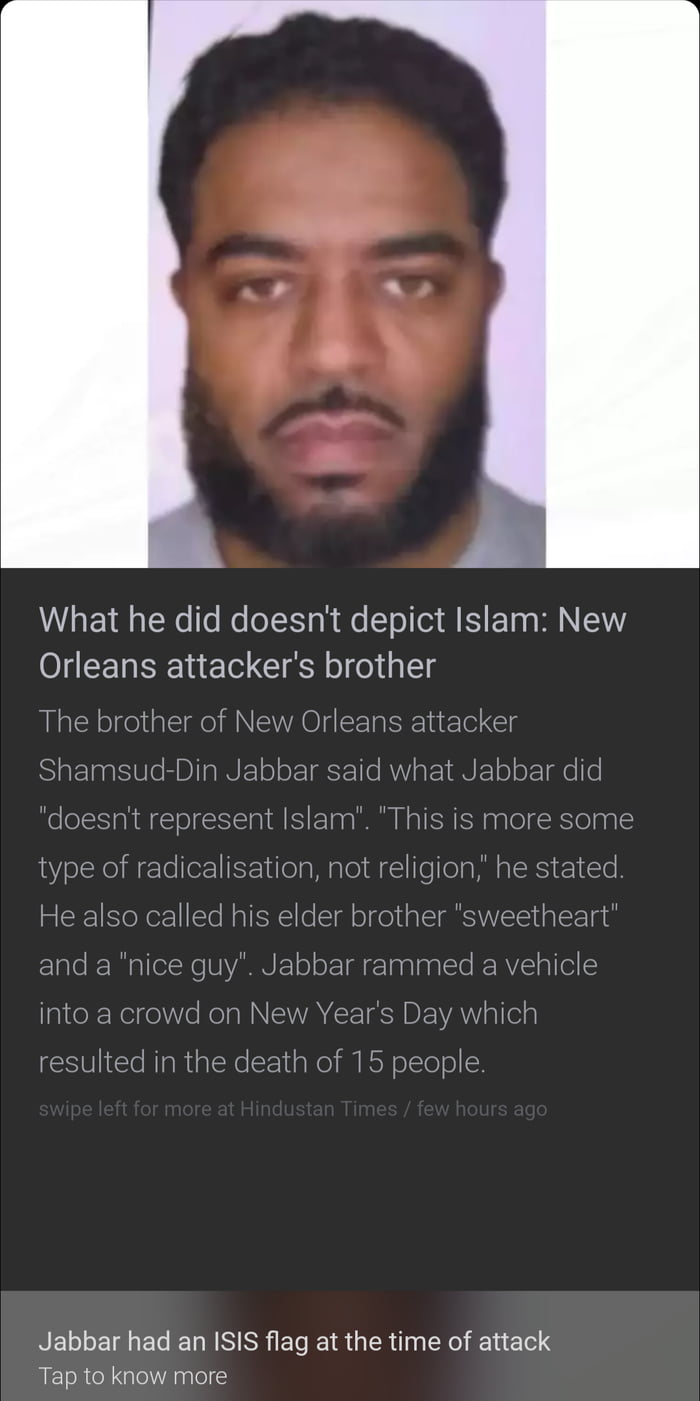 What he did doesn't depict Islam: New
Orleans attacker's brother
The brother of New Orleans attacker
Shamsud-Din Jabbar said what Jabbar did
"doesn't represent Islam". "This is more some
type of radicalisation, not religion," he stated.
He also called his elder brother "sweetheart"
and a "nice guy". Jabbar rammed a vehicle
into a crowd on New Year's Day which
resulted in the death of 15 people.
swipe left for more at Hindustan Times / few hours ago
Jabbar had an ISIS flag at the time of attack
Tap to know more